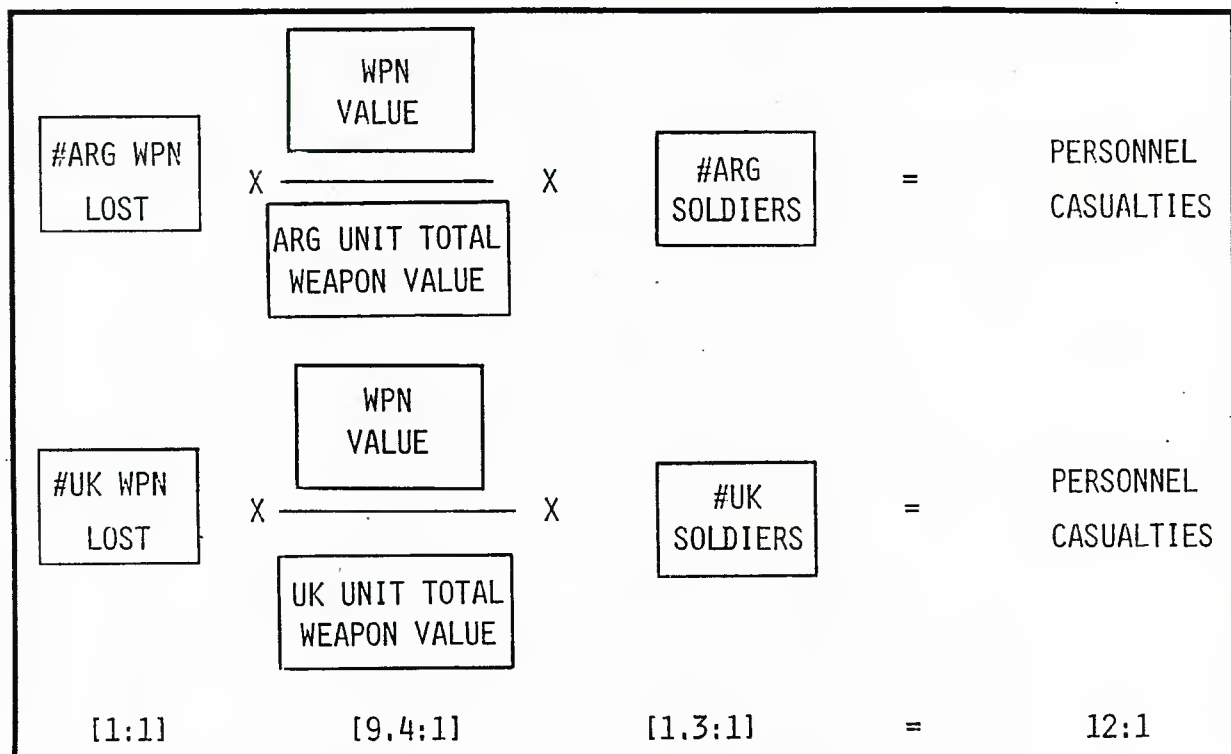 WPN
VALUE
#ARG WPN
LOST
X
ARG UNIT TOTAL
WEAPON VALUE
X
#ARG
SOLDIERS
=
PERSONNEL
CASUALTIES
WPN
VALUE
#UK WPN
LOST
X
UK UNIT TOTAL
WEAPON VALUE
X
#UK
SOLDIERS
=
PERSONNEL
CASUALTIES
[1:1] [9.4:1] [1.3:1] = 12:1